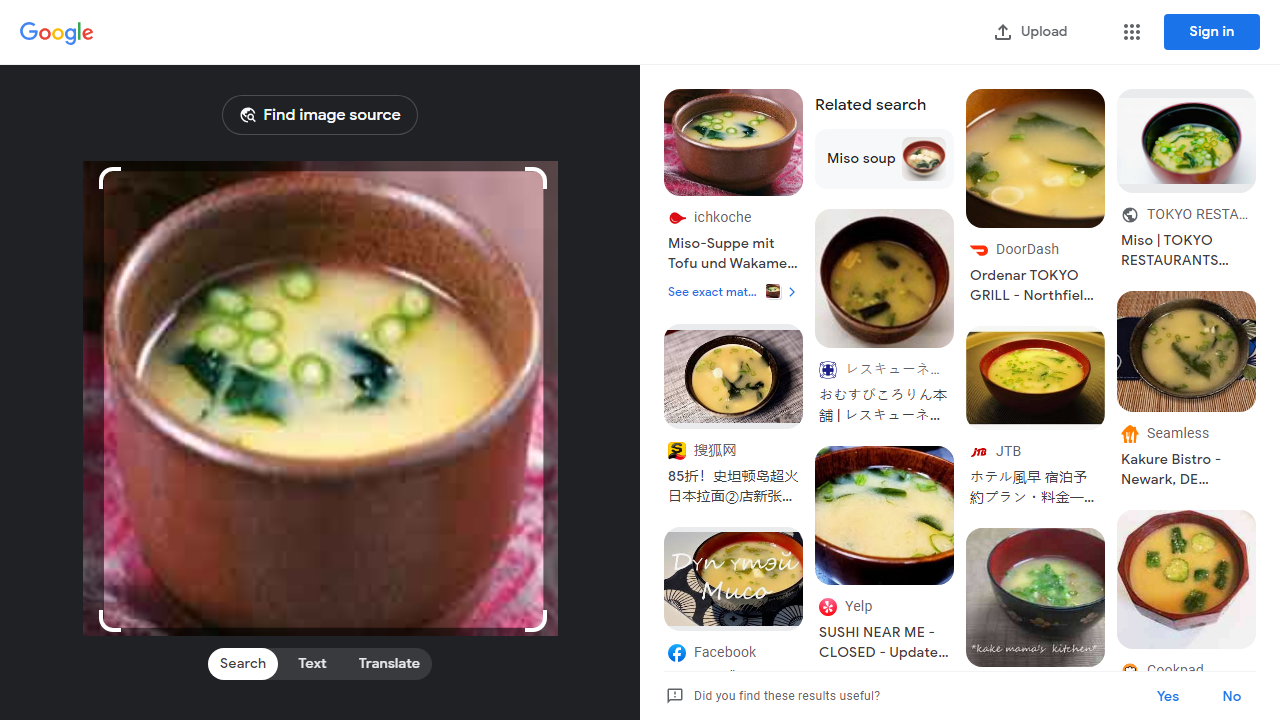 Google
Upload
Sign in
Find image source
Search
Text
Translate
ichkoche
Miso-Suppe mit
Tofu und Wakame...
See exact mat...
搜狐网
85折！史坦顿岛超火
日本拉面②店新张...
Дүп үтэй
Мисо
Facebook
Related search
Miso soup
レスキューネ...
おむすびころりん本
舗 | レスキューネ...
Yelp
SUSHI NEAR ME -
CLOSED - Update...
DoorDash
Ordenar TOKYO
GRILL - Northfiel...
JTB
JTB
ホテル風早 宿泊予
約プラン・料金一...
*kake mama's kitchen*
TOKYO RESTA...
Miso | TOKYO
RESTAURANTS...
Seamless
Kakure Bistro -
Newark, DE...
Cookpad
Did you find these results useful?
Yes
No